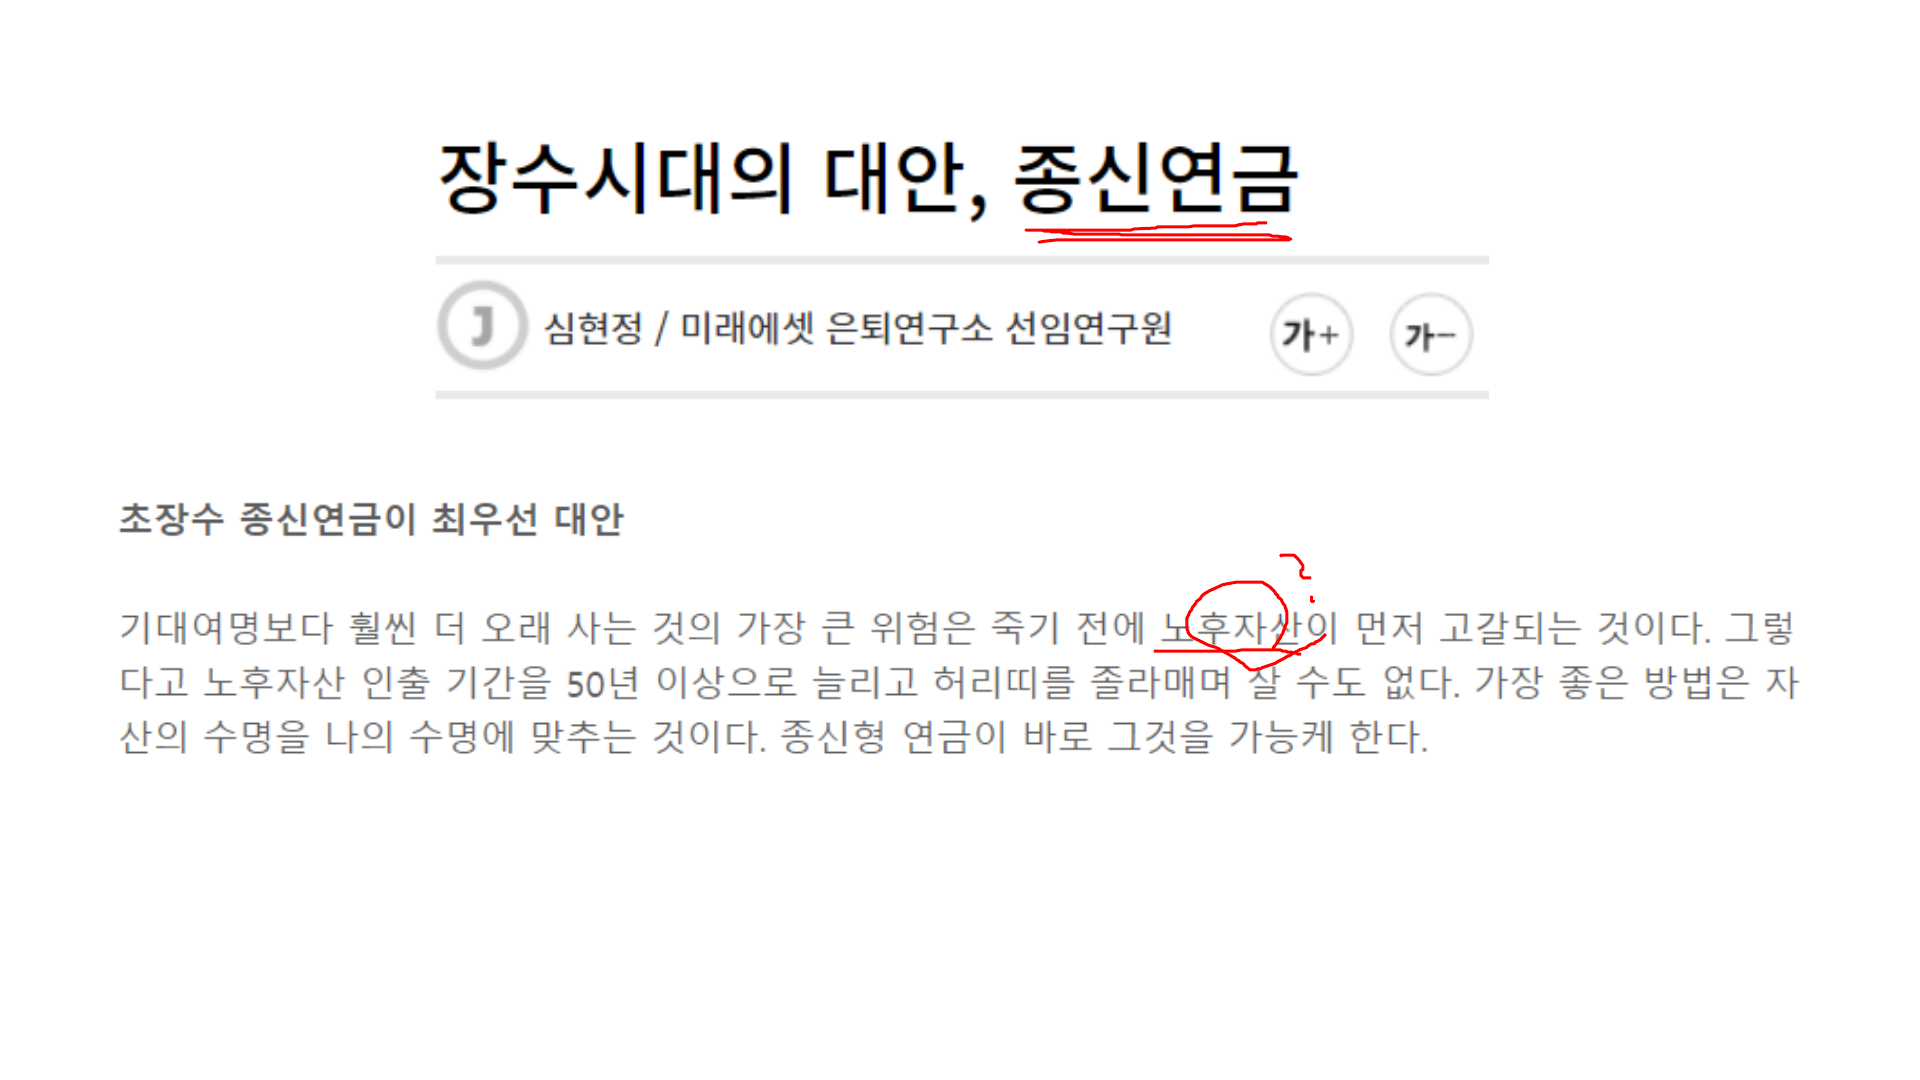 장수시대의 대안, 종신연금
J 심현정 / 미래에셋 은퇴연구소 선임연구원 가+ 가-
초장수 종신연금이 최우선 대안
기대여명보다 훨씬 더 오래 사는 것의 가장 큰 위험은 죽기 전에 노후자산이 먼저 고갈되는 것이다. 그렇
다고 노후자산 인출 기간을 50년 이상으로 늘리고 허리띠를 졸라매며 살 수도 없다. 가장 좋은 방법은 자
산의 수명을 나의 수명에 맞추는 것이다. 종신형 연금이 바로 그것을 가능케 한다.